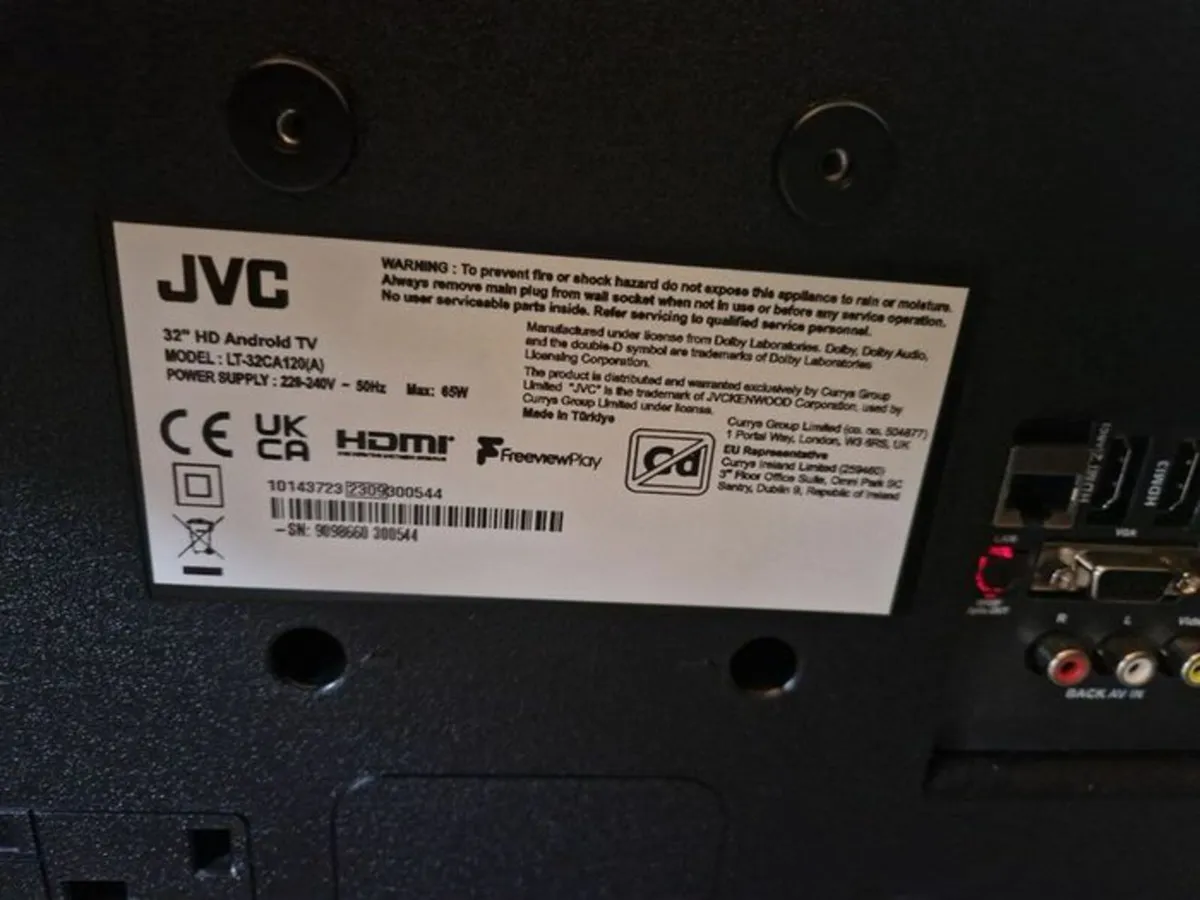 JVC
32" HD Android TV
MODEL : LT-32CA120(A)
POWER SUPPLY : 220-240V ~ 50Hz Max: 65W
WARNING : To prevent fire or shock hazard do not expose this appliance to rain or moisture.
Always remove main plug from wall socket when not in use or before any service operation.
No user serviceable parts inside. Refer servicing to qualified service personnel.
Manufactured under license from Dolby Laboratories. Dolby, Dolby Audio,
and the double-D symbol are trademarks of Dolby Laboratories
Licensing Corporation.
The product is distributed and warranted exclusively by Currys Group
Limited "JVC" is the trademark of JVCKENWOOD Corporation, used by
Currys Group Limited under license.
Made in Türkiye
CE
UK
CA
HDMI
FreeviewPlay
Cd
Currys Group Limited (co. no. 504877)
1 Portal Way, London, W3 6RS, UK
EU Representative
Currys Ireland Limited (259460)
3rd Floor Office Suite, Omni Park SC
Santry, Dublin 9, Republic of Ireland
10143723 2309 300544
-SN: 9098660 300544
HDMI3
LAN
VGA
R L
BACK AV IN